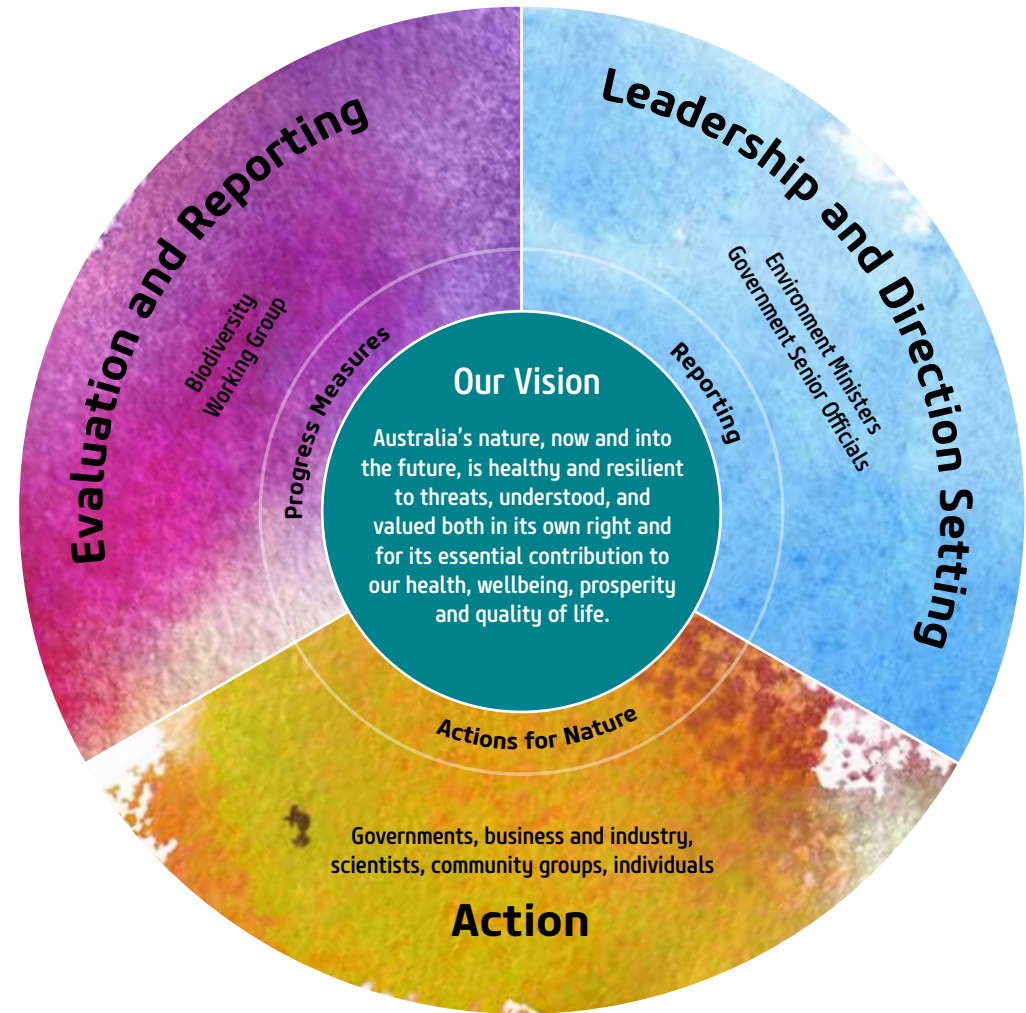 Leadership and Direction Setting
Environment Ministers
Government Senior Officials
Reporting
Evaluation and Reporting
Biodiversity
Working Group
Progress Measures
Our Vision
Australia's nature, now and into
the future, is healthy and resilient
to threats, understood, and
valued both in its own right and
for its essential contribution to
our health, wellbeing, prosperity
and quality of life.
Actions for Nature
Governments, business and industry,
scientists, community groups, individuals
Action